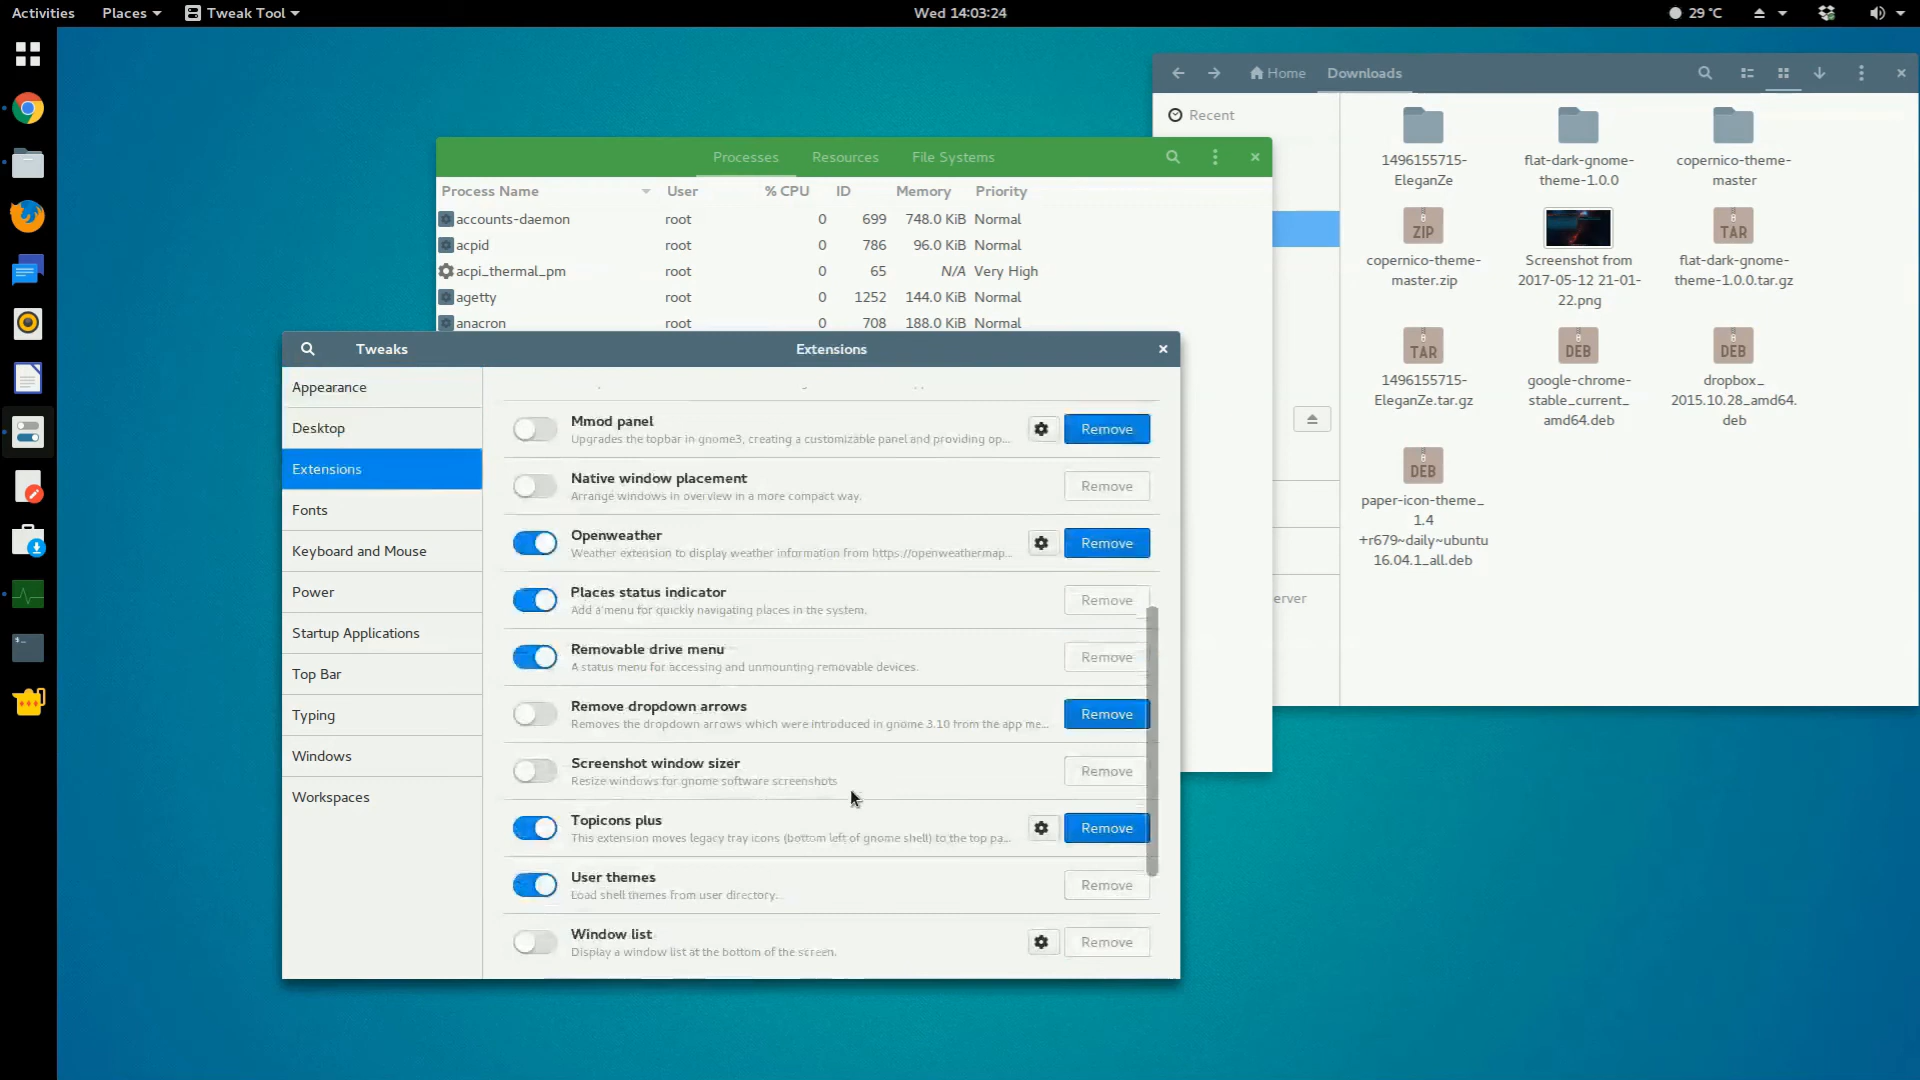 Activities Places Tweak Tool Wed 14:03:24 29 °C
Home Downloads
Recent
1496155715-
EleganZe
flat-dark-gnome-
theme-1.0.0
copernico-theme-
master
ZIP
copernico-theme-
master.zip
Screenshot from
2017-05-12 21-01-
22.png
TAR
flat-dark-gnome-
theme-1.0.0.tar.gz
TAR
1496155715-
EleganZe.tar.gz
DEB
google-chrome-
stable_current_
amd64.deb
DEB
dropbox_
2015.10.28_amd64.
deb
DEB
paper-icon-theme_
1.4
+r679~daily~ubuntu
16.04.1_all.deb
erver
Processes Resources File Systems
Process Name User % CPU ID Memory Priority
accounts-daemon root 0 699 748.0 KiB Normal
acpid root 0 786 96.0 KiB Normal
acpi_thermal_pm root 0 65 N/A Very High
agetty root 0 1252 144.0 KiB Normal
anacron root 0 708 188.0 KiB Normal
Tweaks Extensions
Appearance
Desktop
Extensions
Fonts
Keyboard and Mouse
Power
Startup Applications
Top Bar
Typing
Windows
Workspaces
Mmod panel
Upgrades the topbar in gnome3, creating a customizable panel and providing op...
Remove
Native window placement
Arrange windows in overview in a more compact way.
Remove
Openweather
Weather extension to display weather information from https://openweathermap...
Remove
Places status indicator
Add a menu for quickly navigating places in the system.
Remove
Removable drive menu
A status menu for accessing and unmounting removable devices.
Remove
Remove dropdown arrows
Removes the dropdown arrows which were introduced in gnome 3.10 from the app me...
Remove
Screenshot window sizer
Resize windows for gnome software screenshots
Remove
Topicons plus
This extension moves legacy tray icons (bottom left of gnome shell) to the top pa...
Remove
User themes
Load shell themes from user directory.
Remove
Window list
Display a window list at the bottom of the screen.
Remove